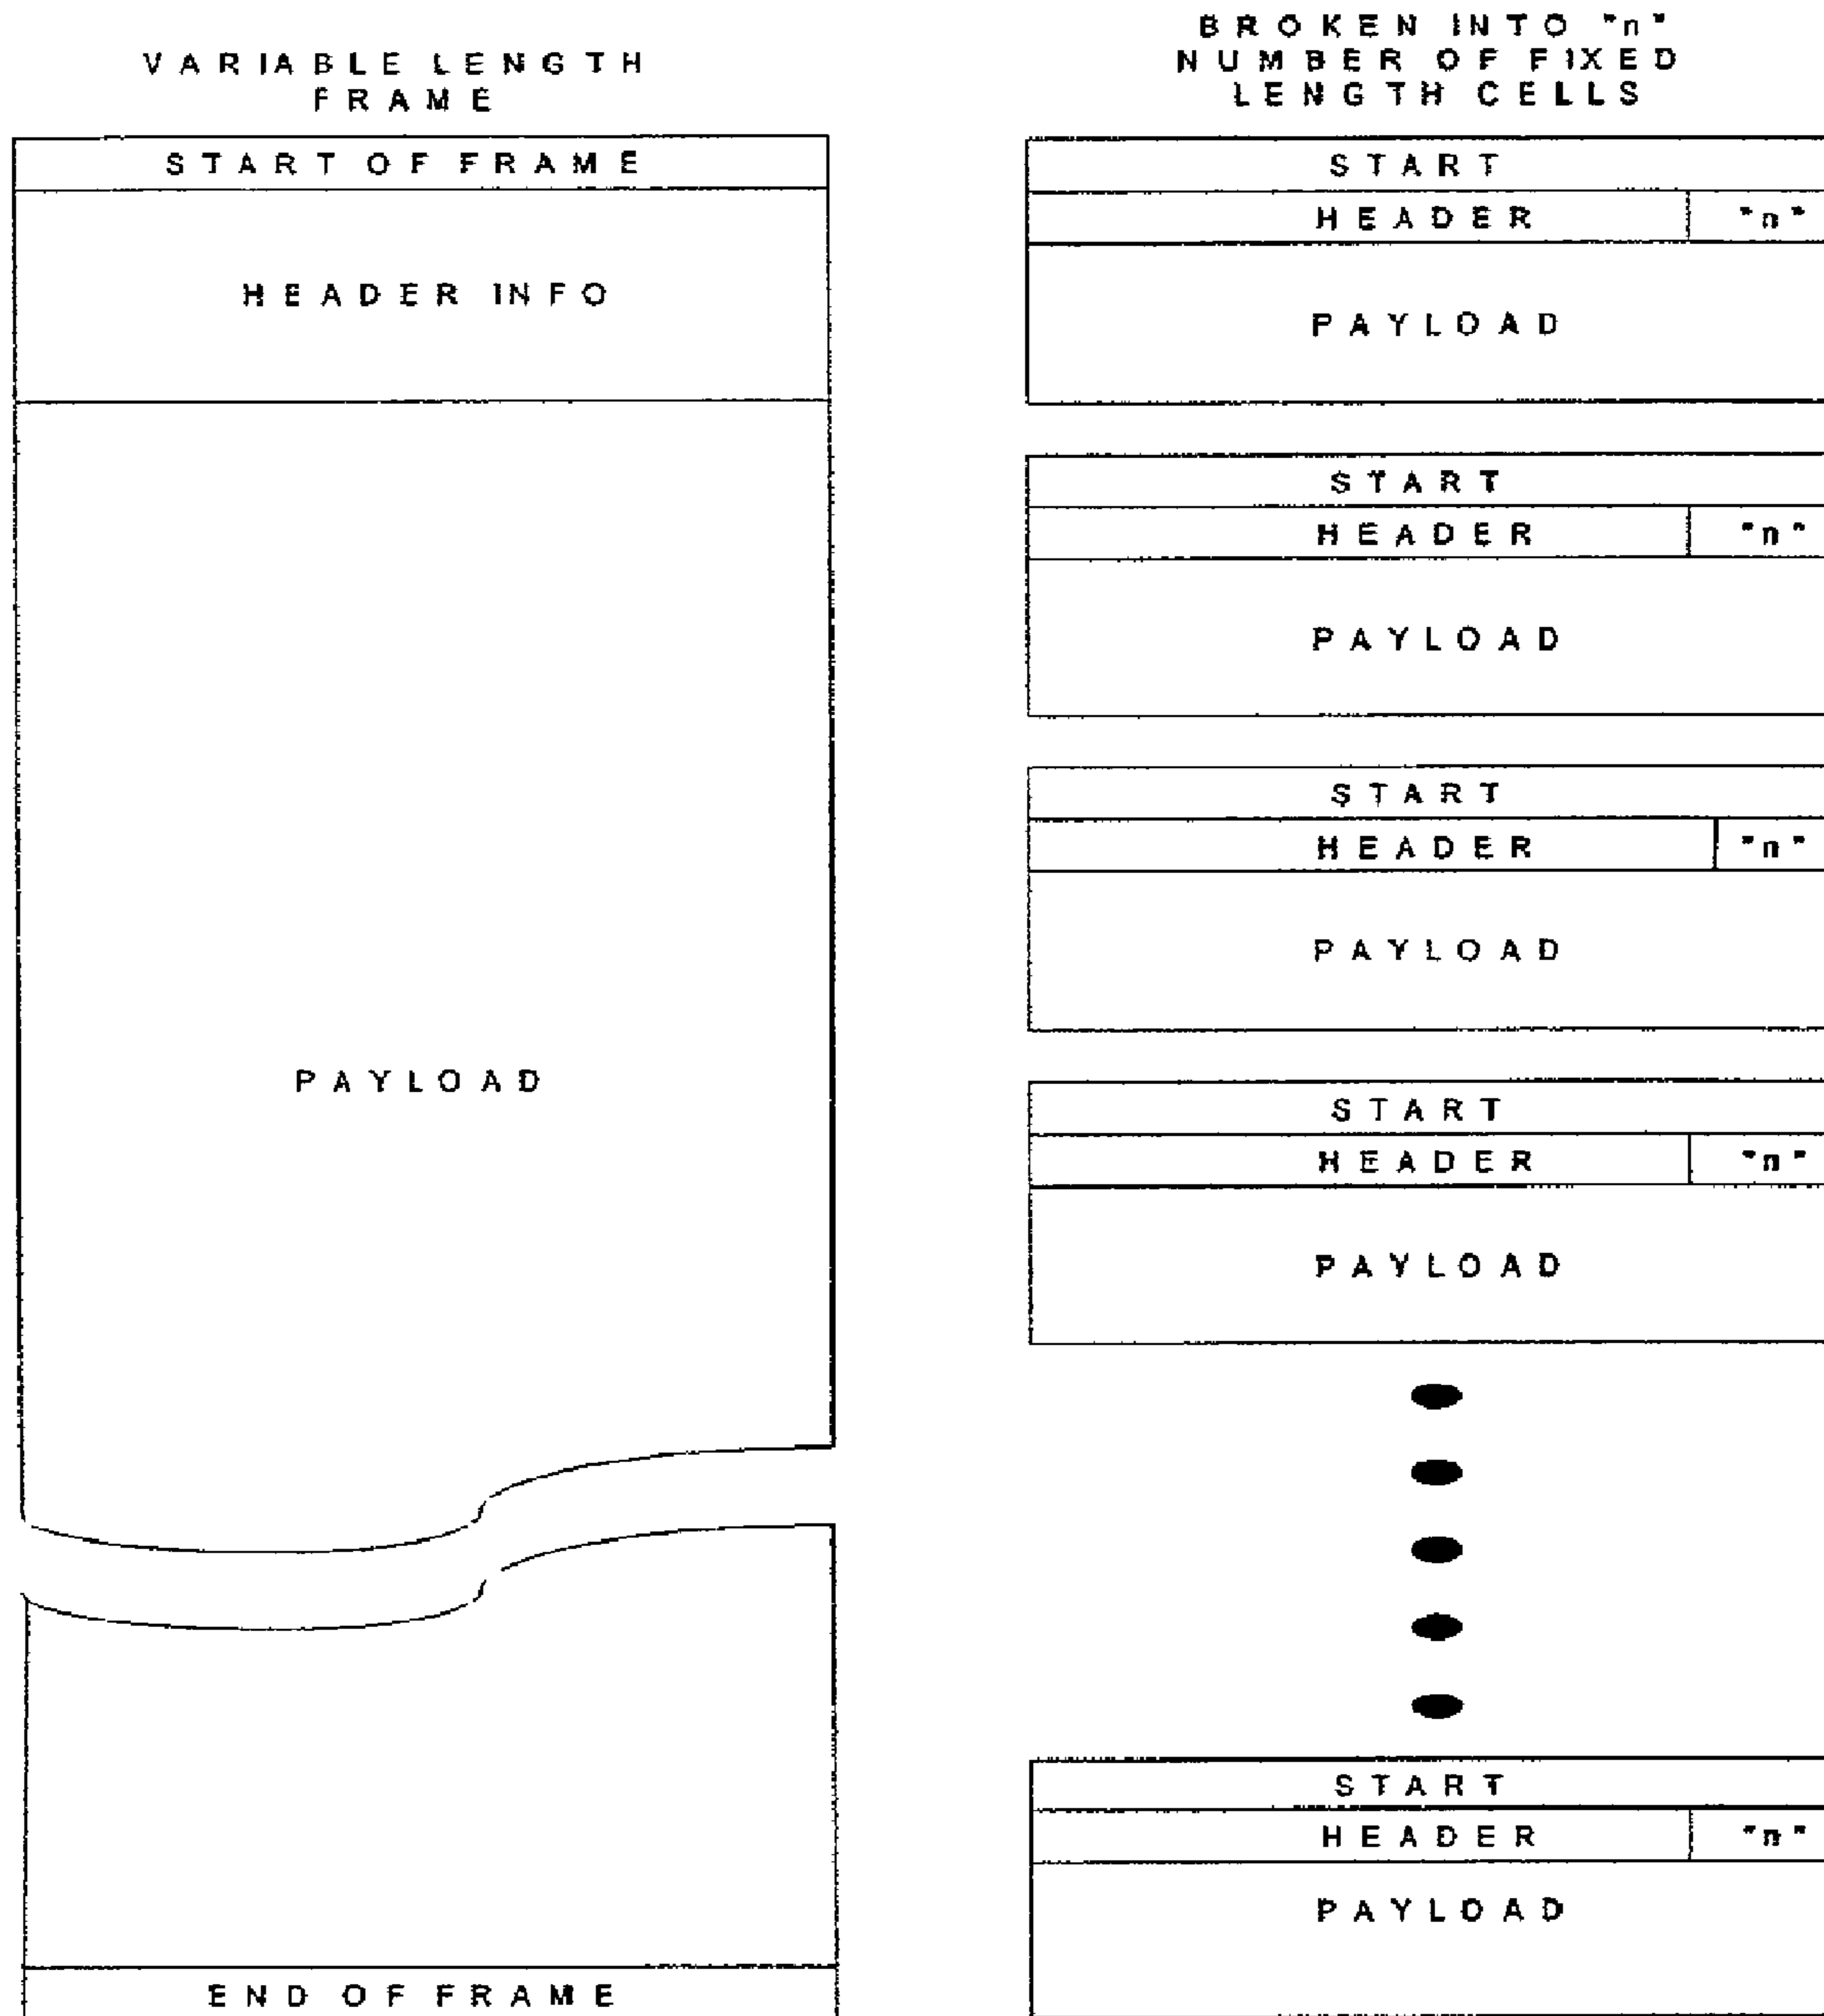 VARIABLE LENGTH
FRAME
START OF FRAME
HEADER INFO
PAYLOAD
END OF FRAME
BROKEN INTO "n"
NUMBER OF FIXED
LENGTH CELLS
START
HEADER "n"
PAYLOAD
START
HEADER "n"
PAYLOAD
START
HEADER "n"
PAYLOAD
START
HEADER "n"
PAYLOAD
START
HEADER "n"
PAYLOAD